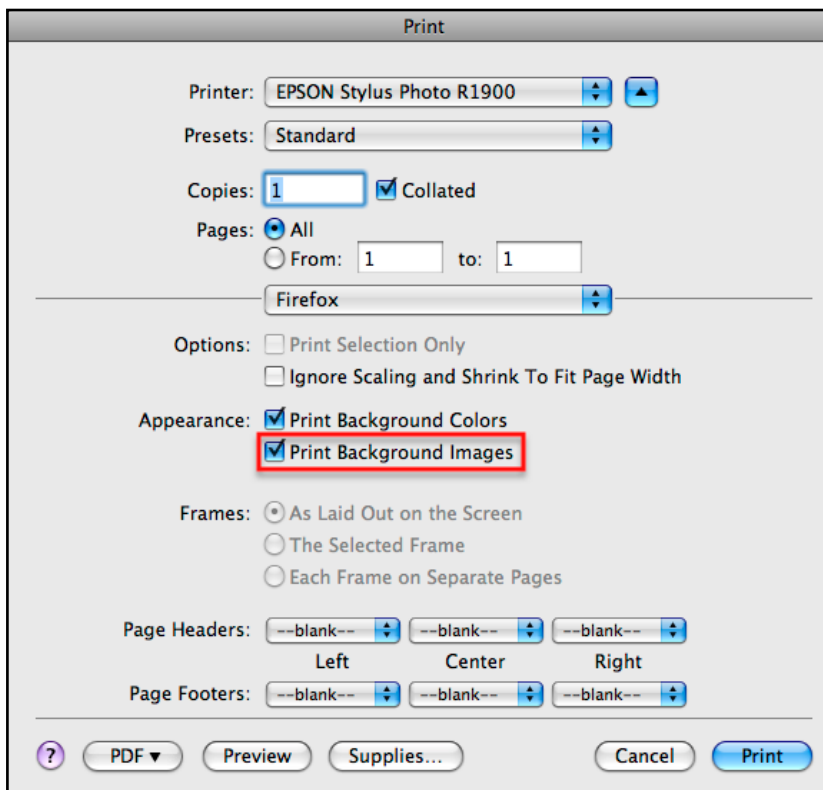 Print
Printer: EPSON Stylus Photo R1900
Presets: Standard
Copies: 1 Collated
Pages: All
From: 1 to: 1
Firefox
Options: Print Selection Only
Ignore Scaling and Shrink To Fit Page Width
Appearance: Print Background Colors
Print Background Images
Frames: As Laid Out on the Screen
The Selected Frame
Each Frame on Separate Pages
Page Headers: --blank-- --blank-- --blank--
Left Center Right
Page Footers: --blank-- --blank-- --blank--
? PDF▼ Preview Supplies... Cancel Print